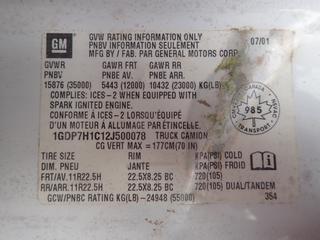 GM
GVW RATING INFORMATION ONLY
PNBV INFORMATION SEULEMENT
MFG BY / FAB. PAR GENERAL MOTORS CORP.
07/01
GVWR GAWR FRT GAWR RR
PNBV PNBE AV. PNBE ARR.
15876 (35000) 5443 (12000) 10432 (23000) KG(LB)
COMPLIES: ICES-2 WHEN EQUIPPED WITH
SPARK IGNITED ENGINE.
CONFORME À ICES-2 LORSQUE POURVU
D'UN MOTEUR À ALLUMAGE PAR ÉTINCELLE.
1GDP7H1C12J500078 TRUCK CAMION
CG VERT MAX =177CM(70 IN)
CANADA
985
TRANSPORT
TIRE RIM KPA(PSI) COLD
DIM. PNEU JANTE KPA(PSI) FROID
FRT/AV.11R22.5H 22.5X8.25 BC 720(105)
RR/ARR.11R22.5H 22.5X8.25 BC 720(105) DUAL/TANDEM
GCW/PNBC RATING KG(LB)-24948 (55000) 354